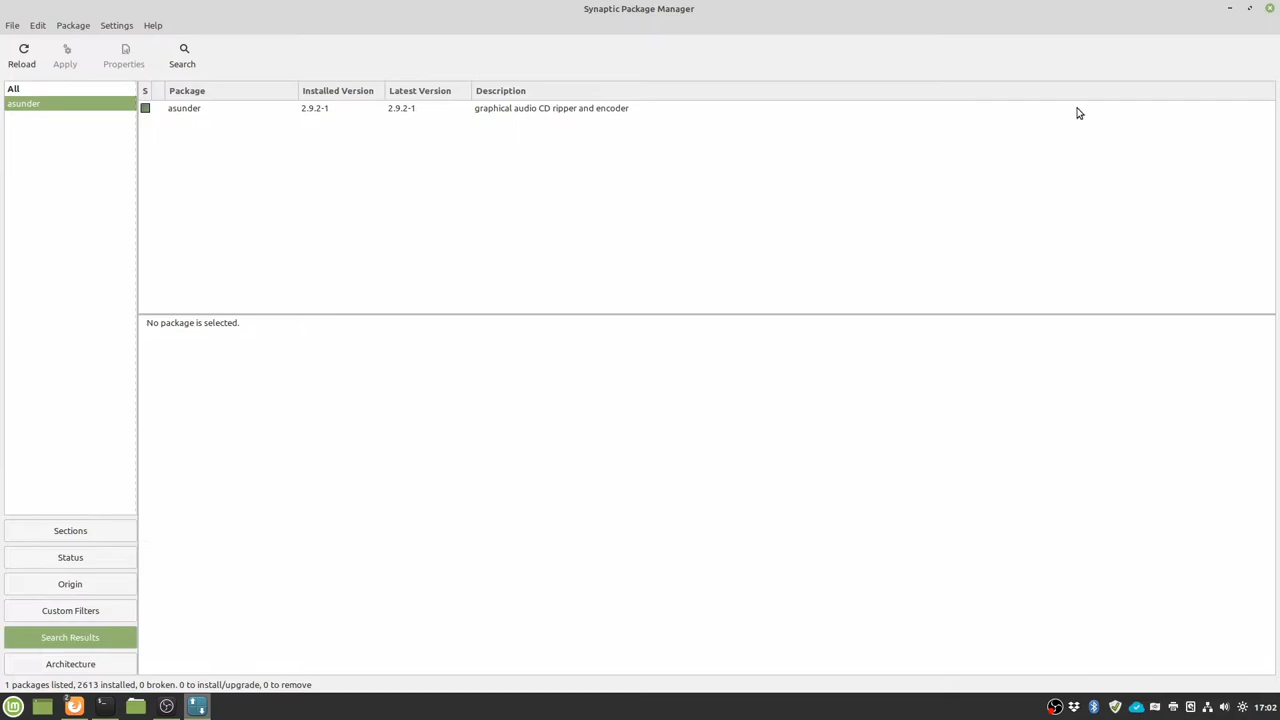 Synaptic Package Manager
File Edit Package Settings Help
Reload Apply Properties Search
All
asunder
S Package Installed Version Latest Version Description
asunder 2.9.2-1 2.9.2-1 graphical audio CD ripper and encoder
No package is selected.
Sections
Status
Origin
Custom Filters
Search Results
Architecture
1 packages listed, 2613 installed, 0 broken. 0 to install/upgrade, 0 to remove
2
17:02